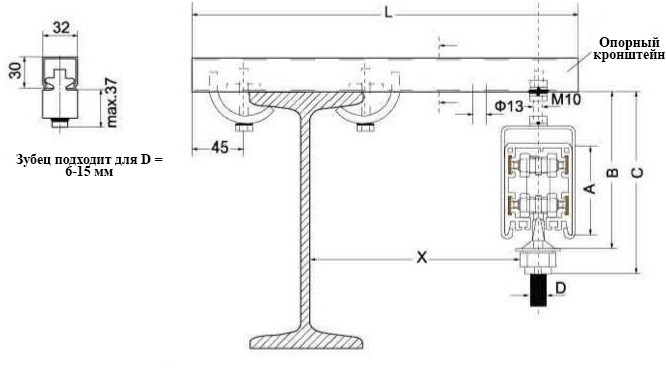 L
32
30
max.37
Зубец подходит для D =
6-15 мм
45
Опорный
кронштейн
Ф13
M10
A
B
C
X
D